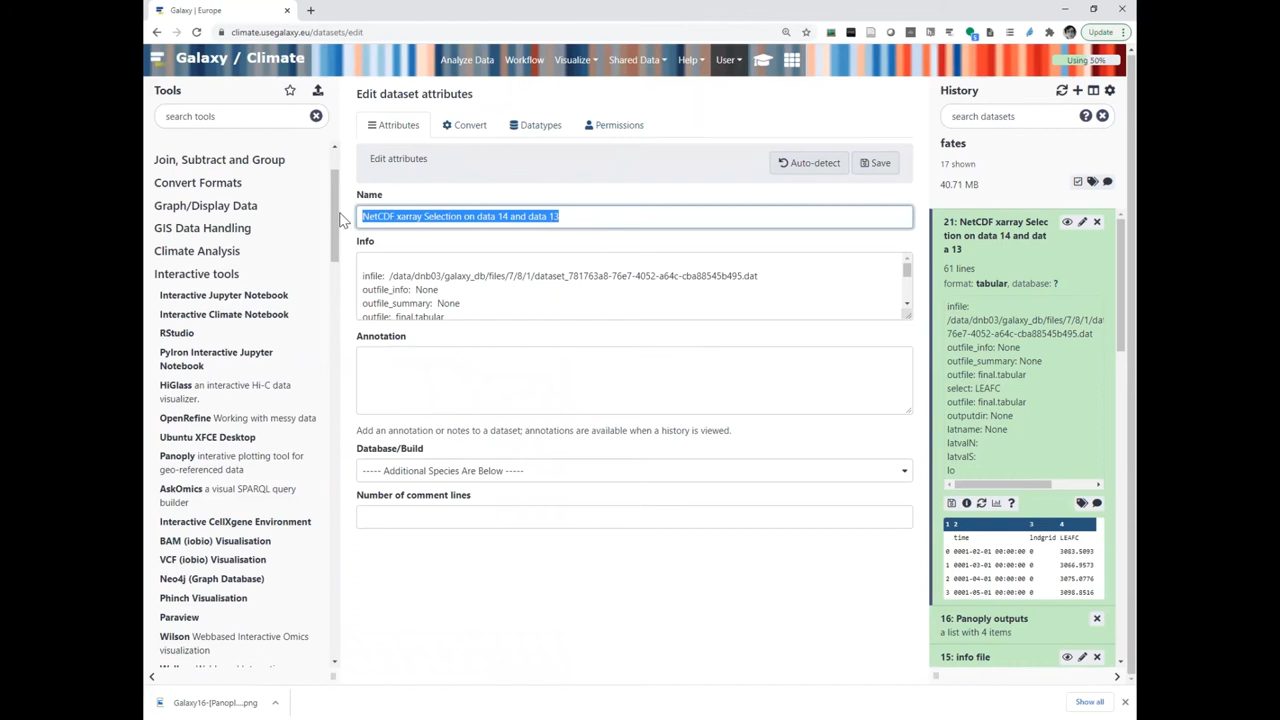 Galaxy | Europe
climate.usegalaxy.eu/datasets/edit
Update
Galaxy / Climate
Analyze Data
Workflow
Visualize
Shared Data
Help
User
Using 50%
Tools
search tools
Join, Subtract and Group
Convert Formats
Graph/Display Data
GIS Data Handling
Climate Analysis
Interactive tools
Interactive Jupyter Notebook
Interactive Climate Notebook
RStudio
PyIron Interactive Jupyter
Notebook
HiGlass an interactive Hi-C data
visualizer.
OpenRefine Working with messy data
Ubuntu XFCE Desktop
Panoply interative plotting tool for
geo-referenced data
AskOmics a visual SPARQL query
builder
Interactive CellXgene Environment
BAM (iobio) Visualisation
VCF (iobio) Visualisation
Neo4j (Graph Database)
Phinch Visualisation
Paraview
Wilson Webbased Interactive Omics
visualization
Edit dataset attributes
Attributes
Convert
Datatypes
Permissions
Edit attributes
Auto-detect
Save
Name
NetCDF xarray Selection on data 14 and data 13
Info
infile: /data/dnb03/galaxy_db/files/7/8/1/dataset_781763a8-76e7-4052-a64c-cba88545b495.dat
outfile_info: None
outfile_summary: None
outfile: final.tabular
Annotation
Add an annotation or notes to a dataset; annotations are available when a history is viewed.
Database/Build
----- Additional Species Are Below -----
Number of comment lines
History
search datasets
fates
17 shown
40.71 MB
21: NetCDF xarray Selec
tion on data 14 and dat
a 13
61 lines
format: tabular, database: ?
infile:
/data/dnb03/galaxy_db/files/7/8/1/dat
76e7-4052-a64c-cba88545b495.dat
outfile_info: None
outfile_summary: None
outfile: final.tabular
select: LEAFC
outfile: final.tabular
outputdir: None
latname: None
latvalN:
latvalS:
lo
1 2 3 4
time lndgrid LEAFC
0 0001-02-01 00:00:00 0 3083.5093
1 0001-03-01 00:00:00 0 3066.9573
2 0001-04-01 00:00:00 0 3075.0776
3 0001-05-01 00:00:00 0 3098.8516
16: Panoply outputs
a list with 4 items
15: info file
Galaxy16-[Panopl....png
Show all